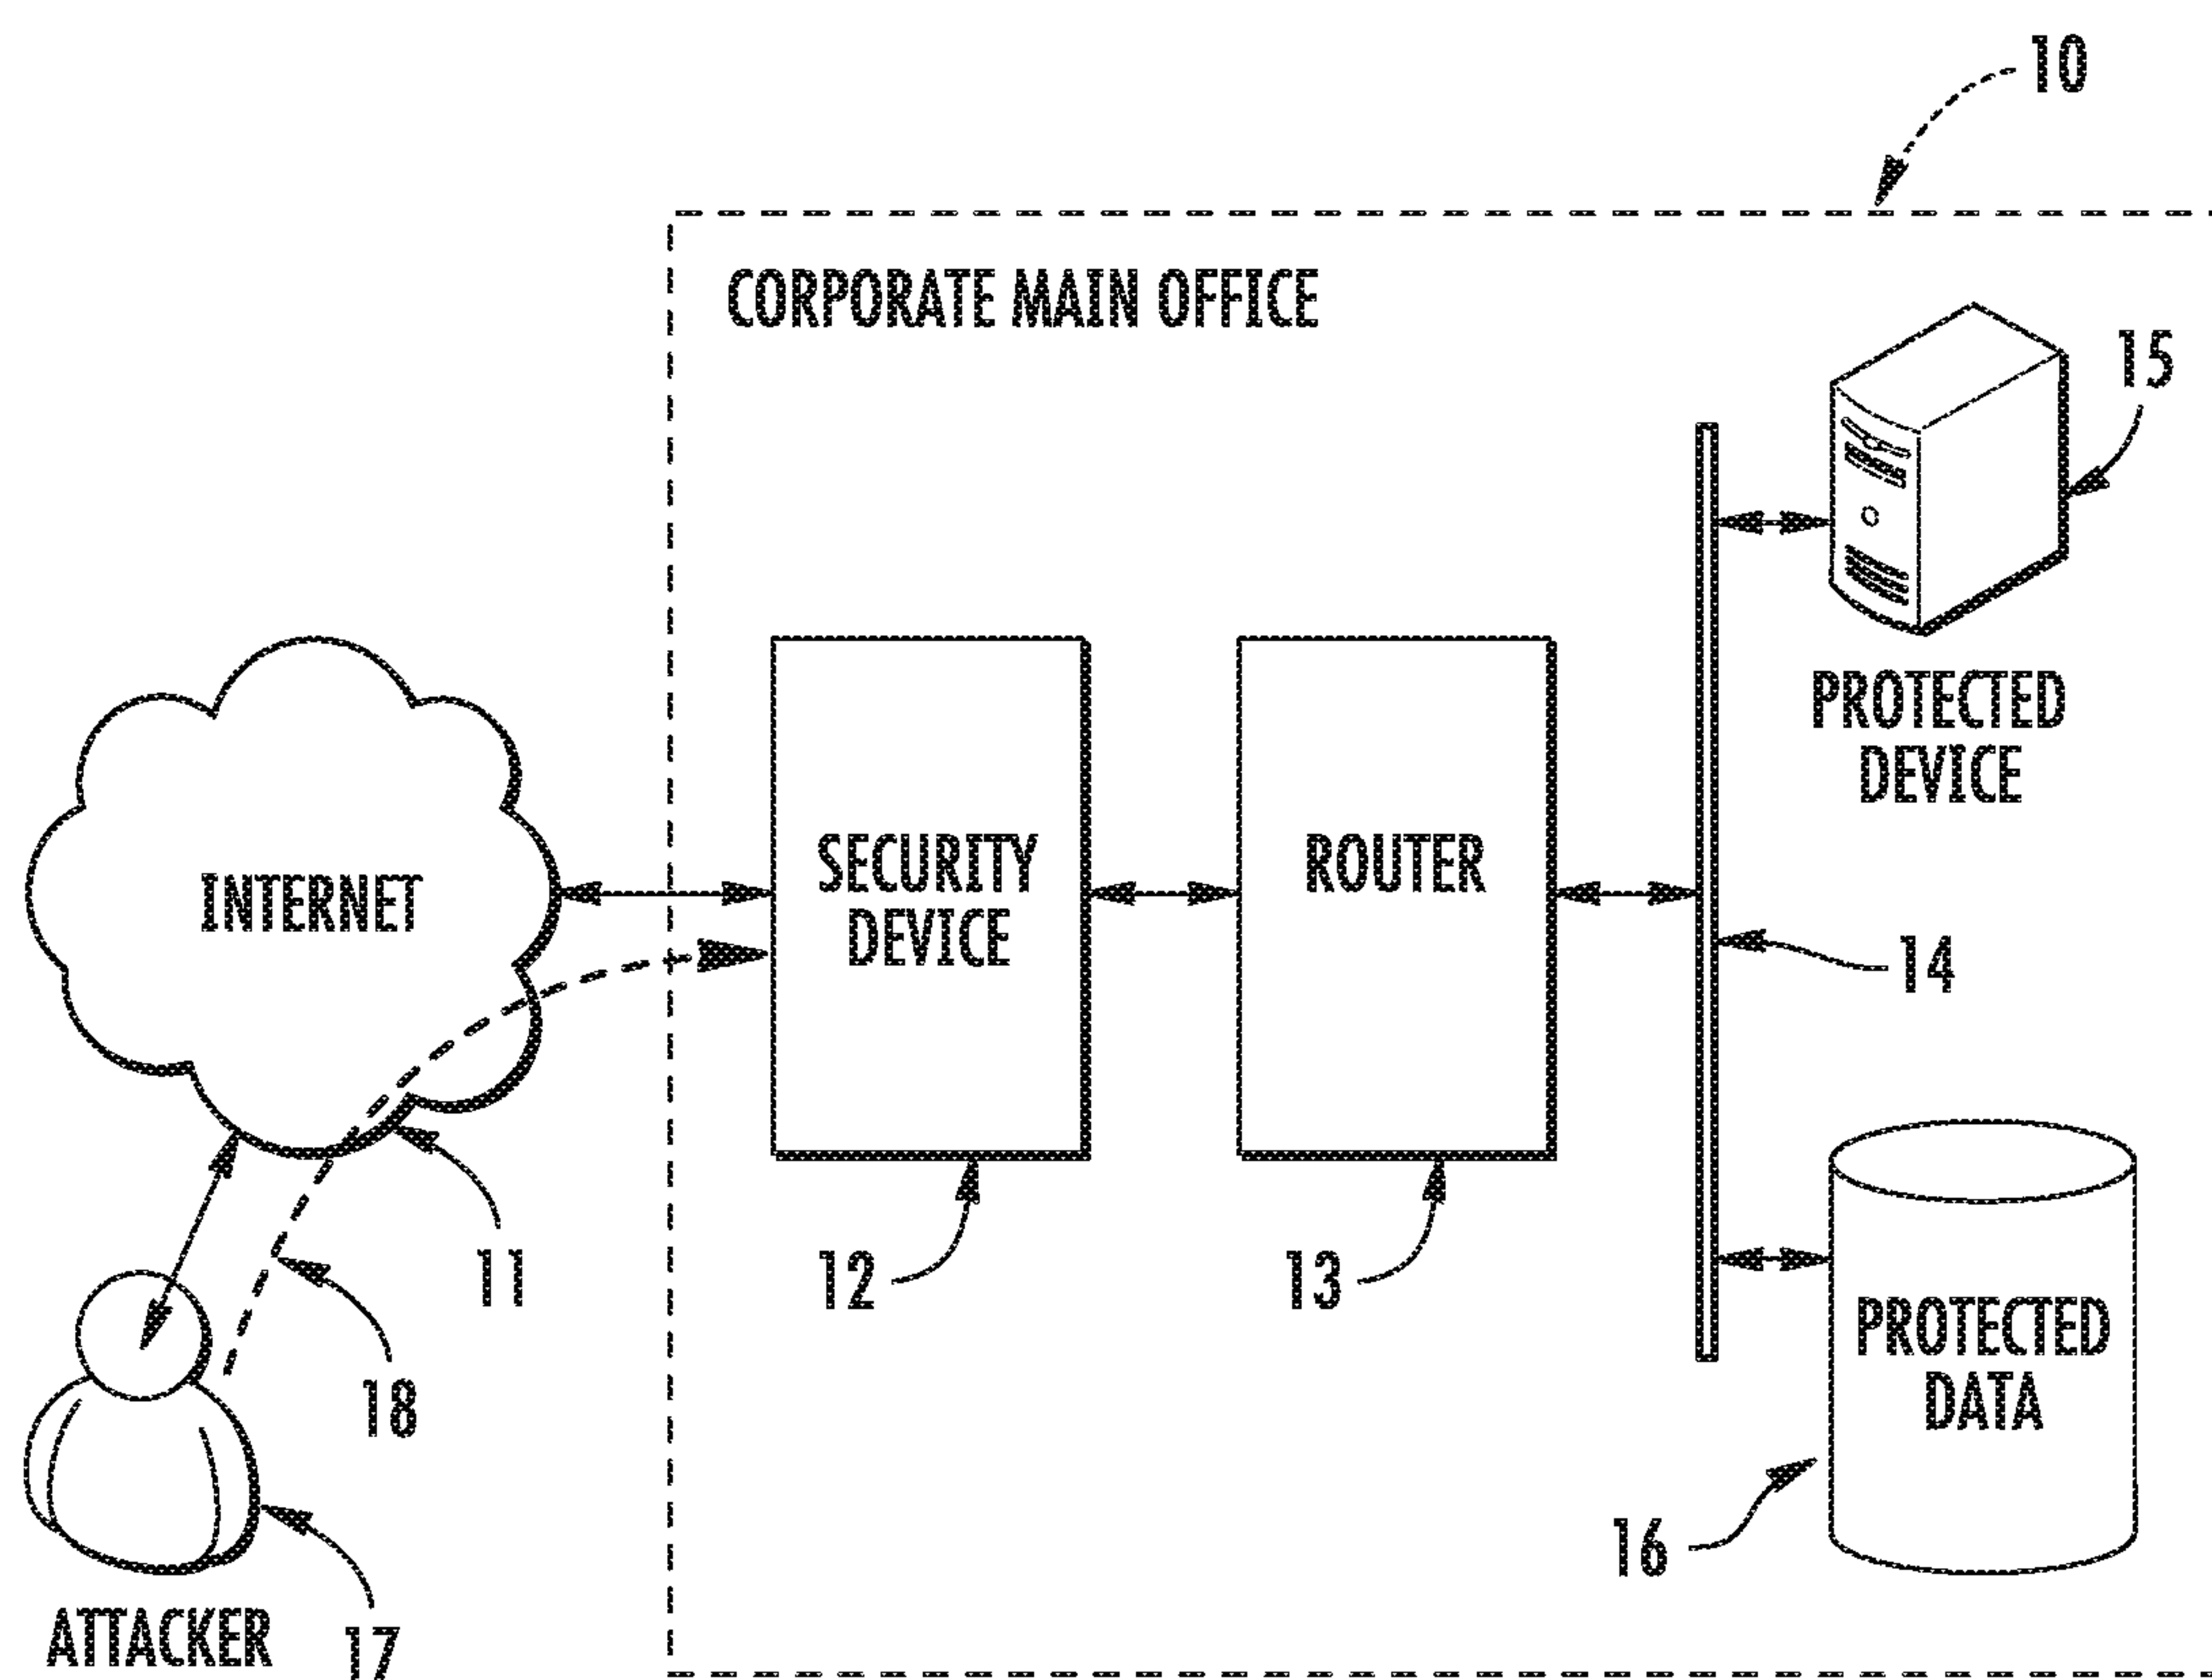 10
CORPORATE MAIN OFFICE
15
PROTECTED
DEVICE
INTERNET
SECURITY
DEVICE
ROUTER
14
11
12
13
PROTECTED
DATA
18
16
ATTACKER
17